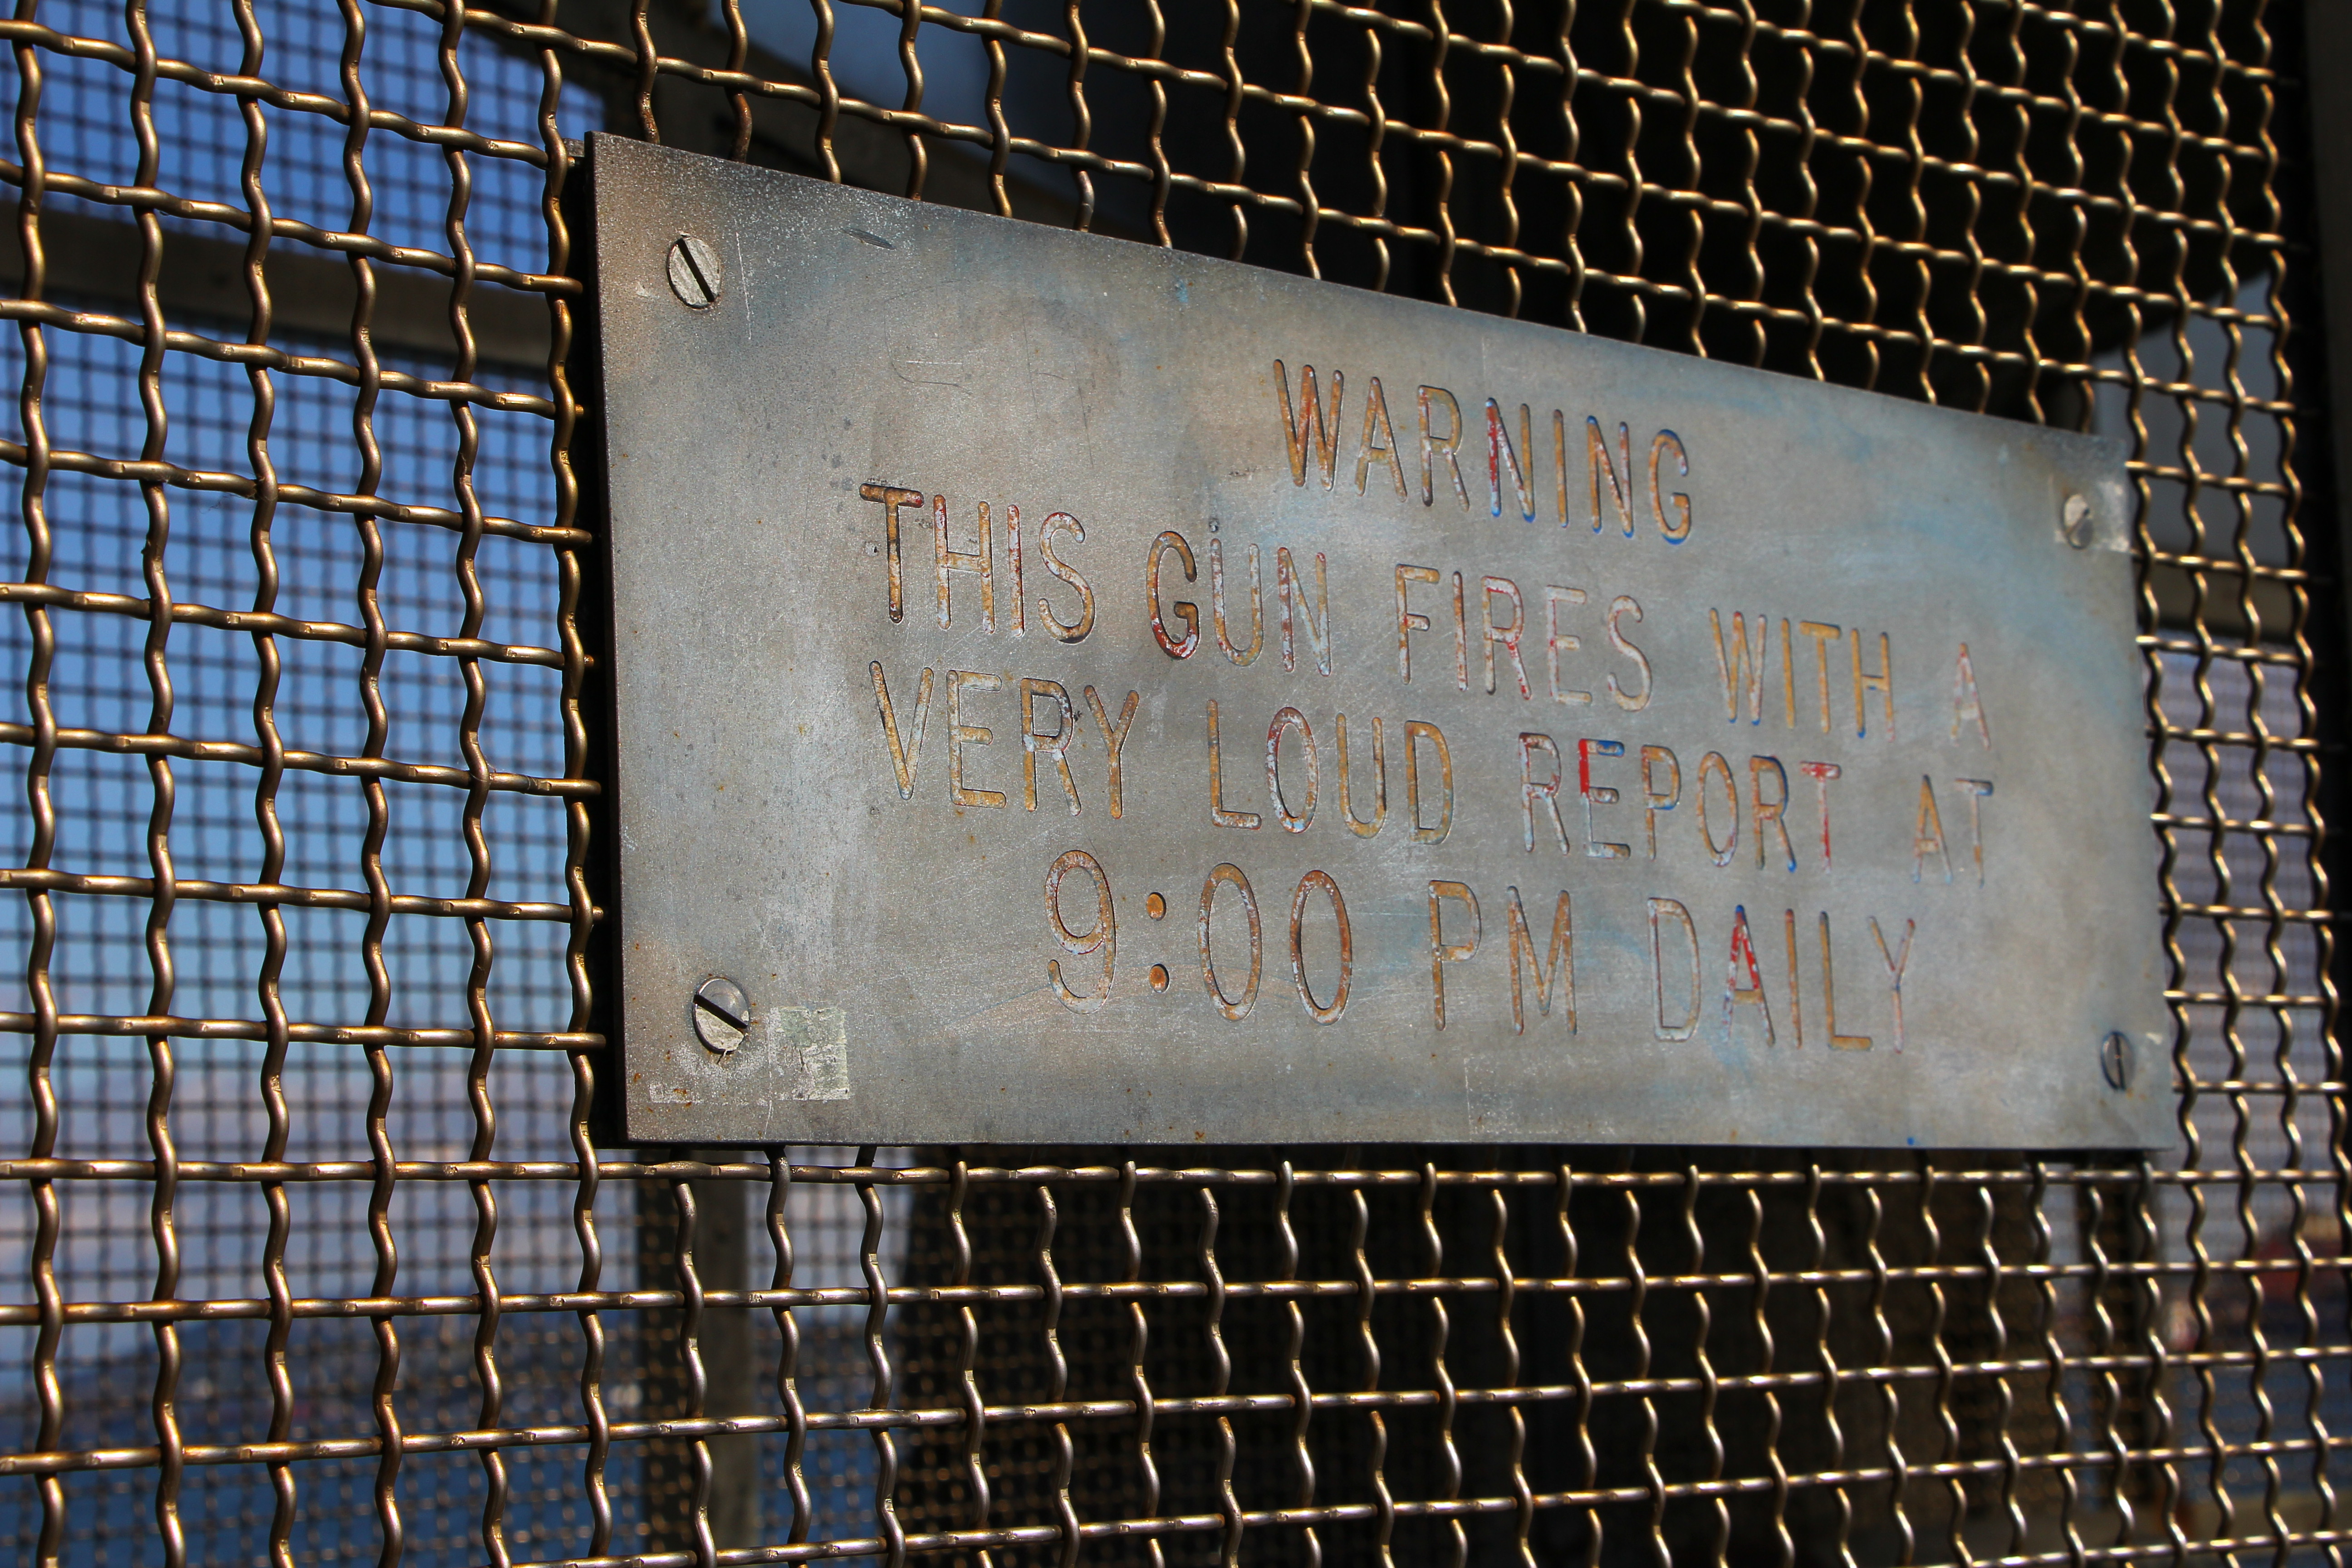 WARNING
THIS GUN FIRES WITH A
VERY LOUD REPORT AT
9:00 PM DAILY